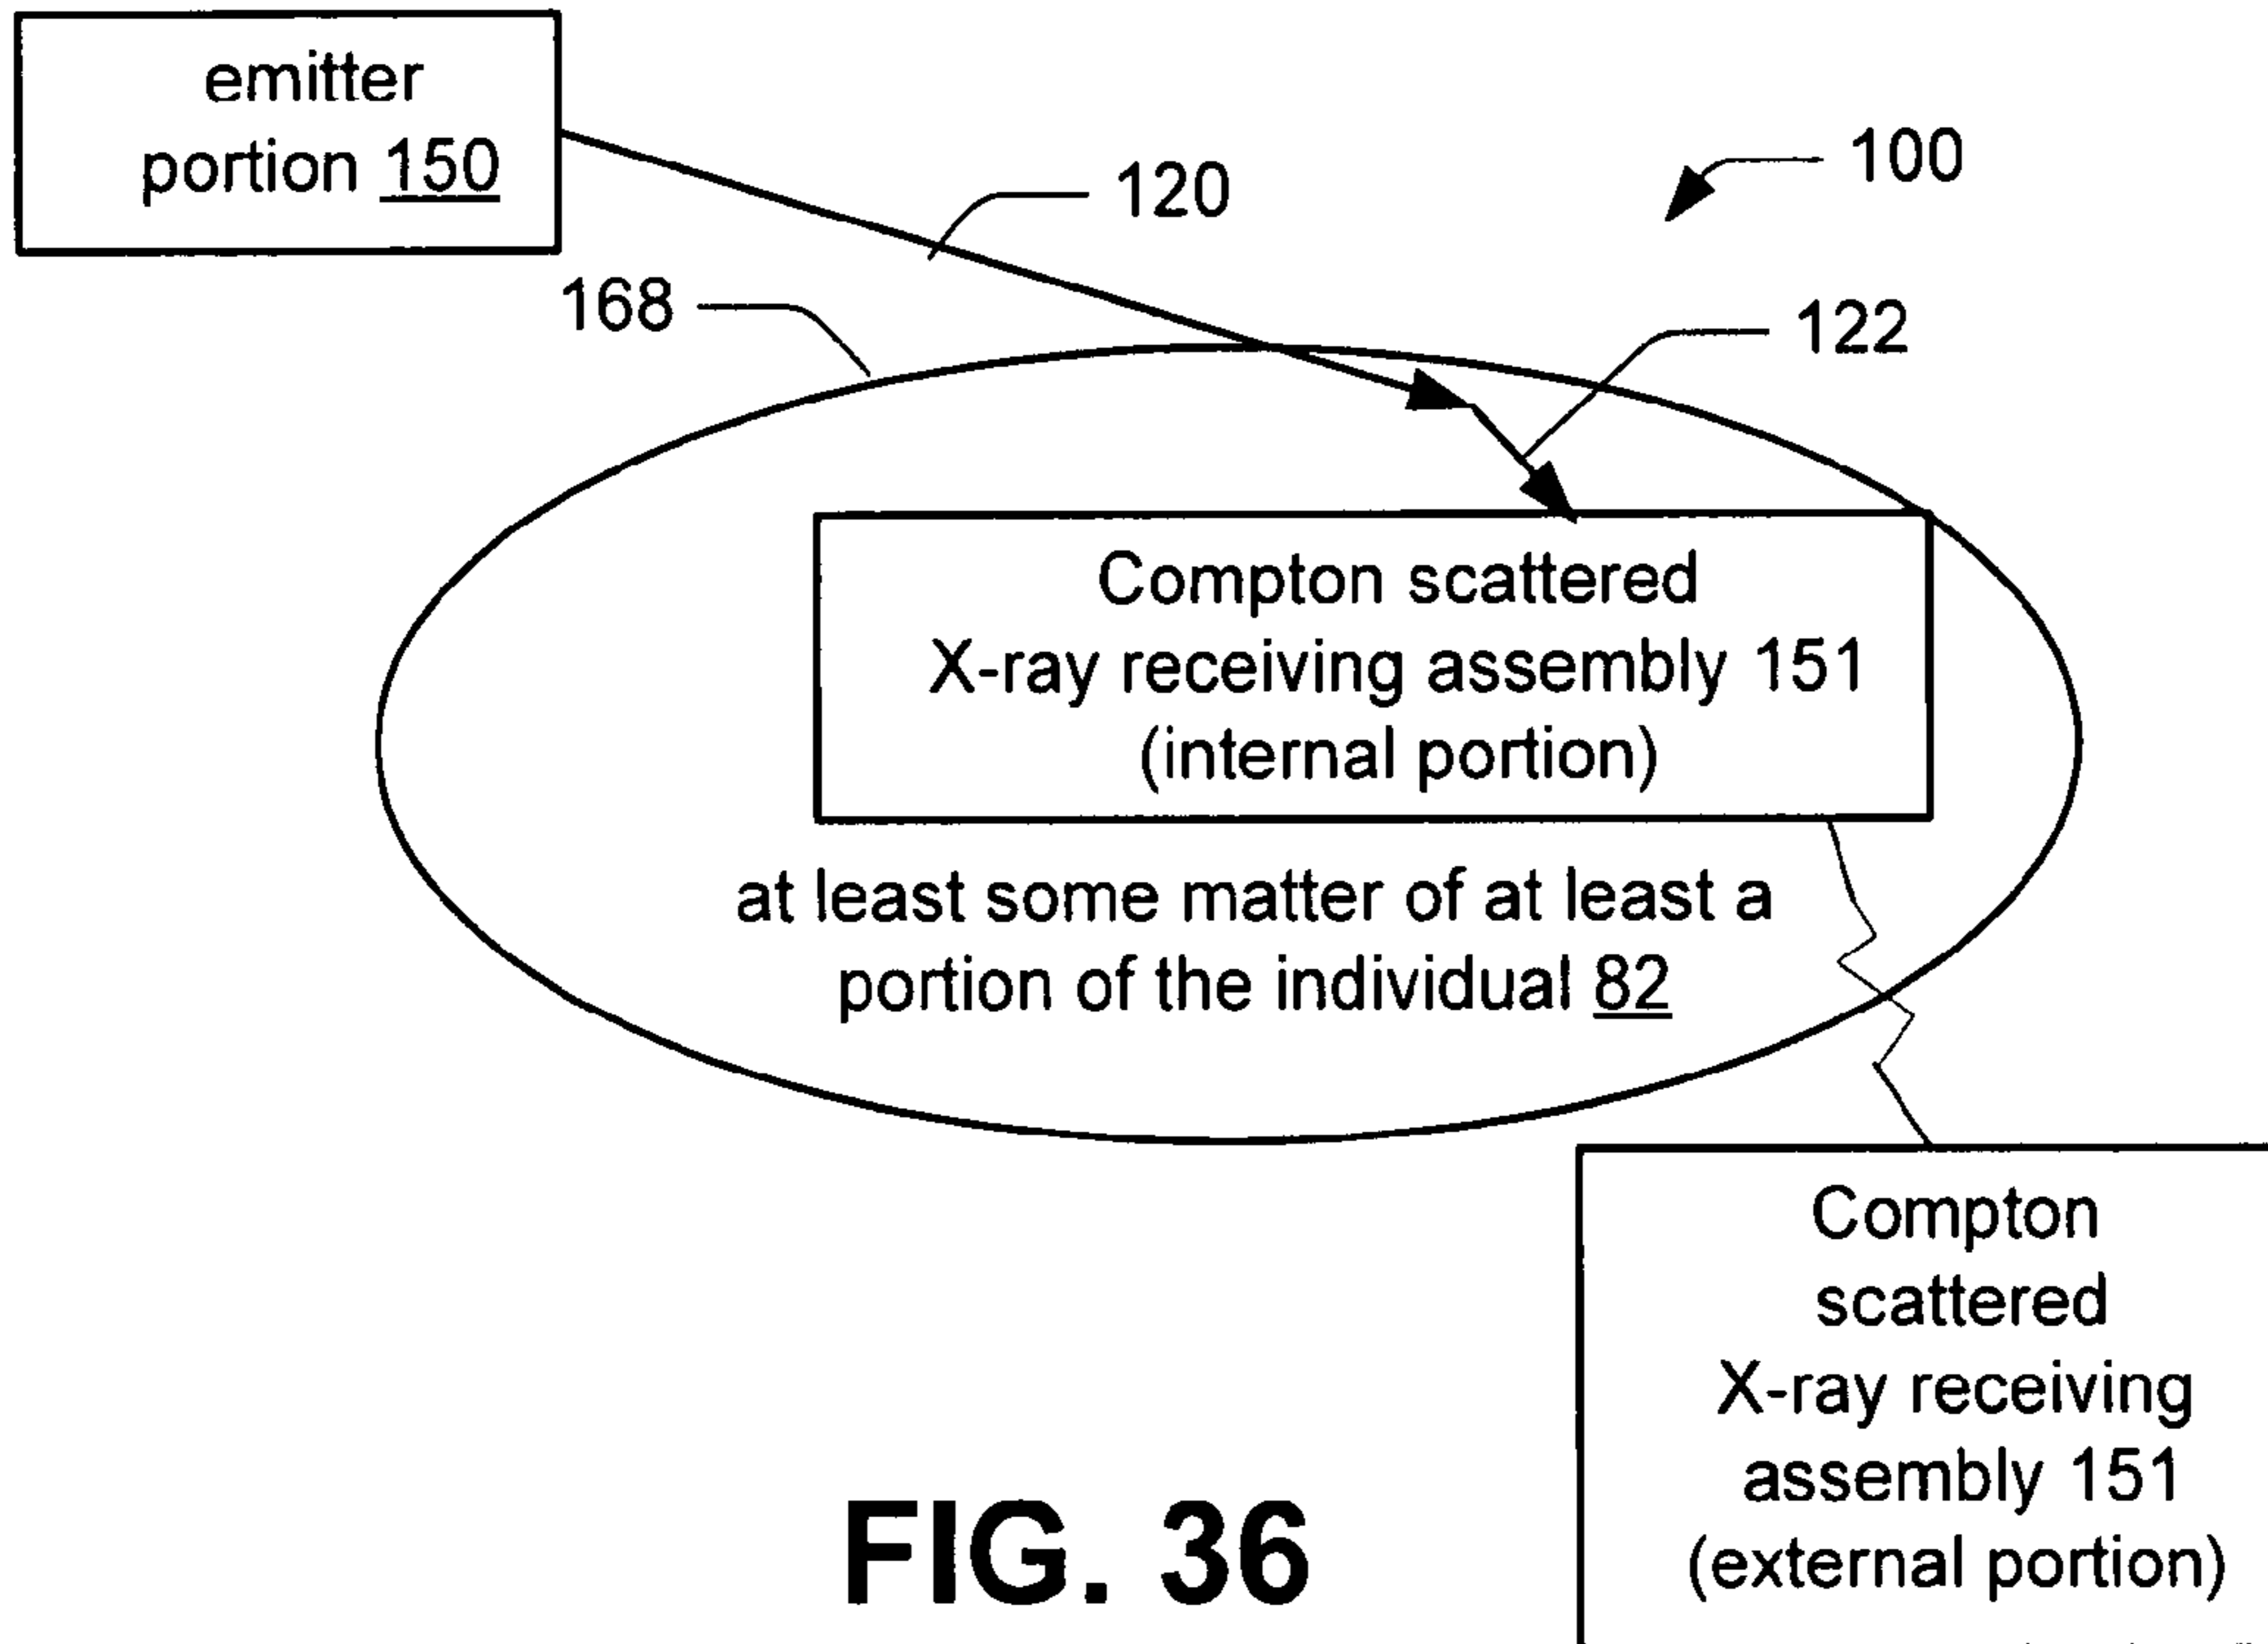 emitter
portion 150
120
100
168
122
Compton scattered
X-ray receiving assembly 151
(internal portion)
at least some matter of at least a
portion of the individual 82
Compton
scattered
X-ray receiving
assembly 151
(external portion)
FIG. 36